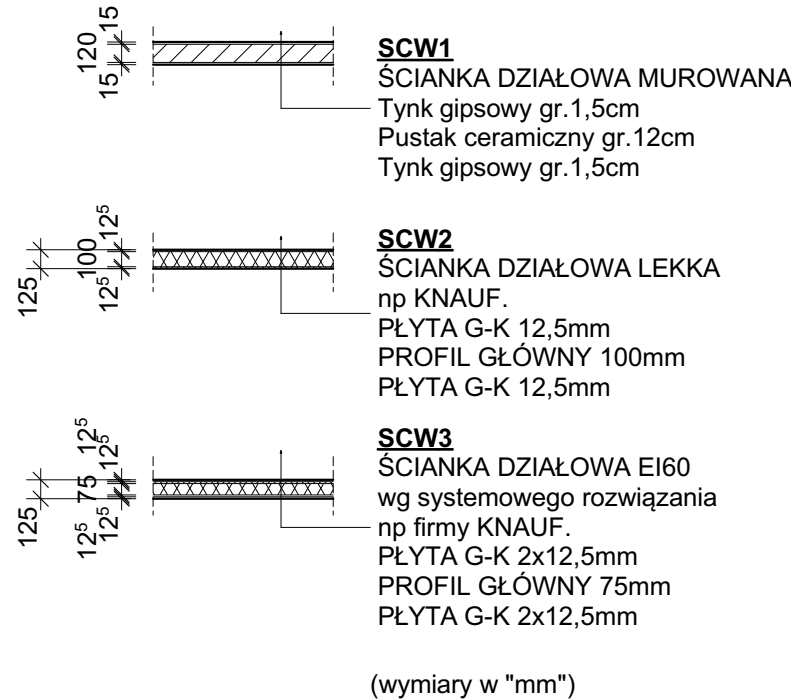 15
120
15
SCW1
ŚCIANKA DZIAŁOWA MUROWANA
Tynk gipsowy gr.1,5cm
Pustak ceramiczny gr.12cm
Tynk gipsowy gr.1,5cm
12⁵
100
12⁵
125
SCW2
ŚCIANKA DZIAŁOWA LEKKA
np KNAUF.
PŁYTA G-K 12,5mm
PROFIL GŁÓWNY 100mm
PŁYTA G-K 12,5mm
12⁵
12⁵
75
12⁵
12⁵
125
SCW3
ŚCIANKA DZIAŁOWA EI60
wg systemowego rozwiązania
np firmy KNAUF.
PŁYTA G-K 2x12,5mm
PROFIL GŁÓWNY 75mm
PŁYTA G-K 2x12,5mm
(wymiary w "mm")